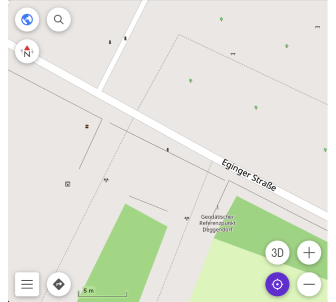 N
Eginger Straße
Geodätischer
Referenzpunkt
Deggendorf
3D
5 m